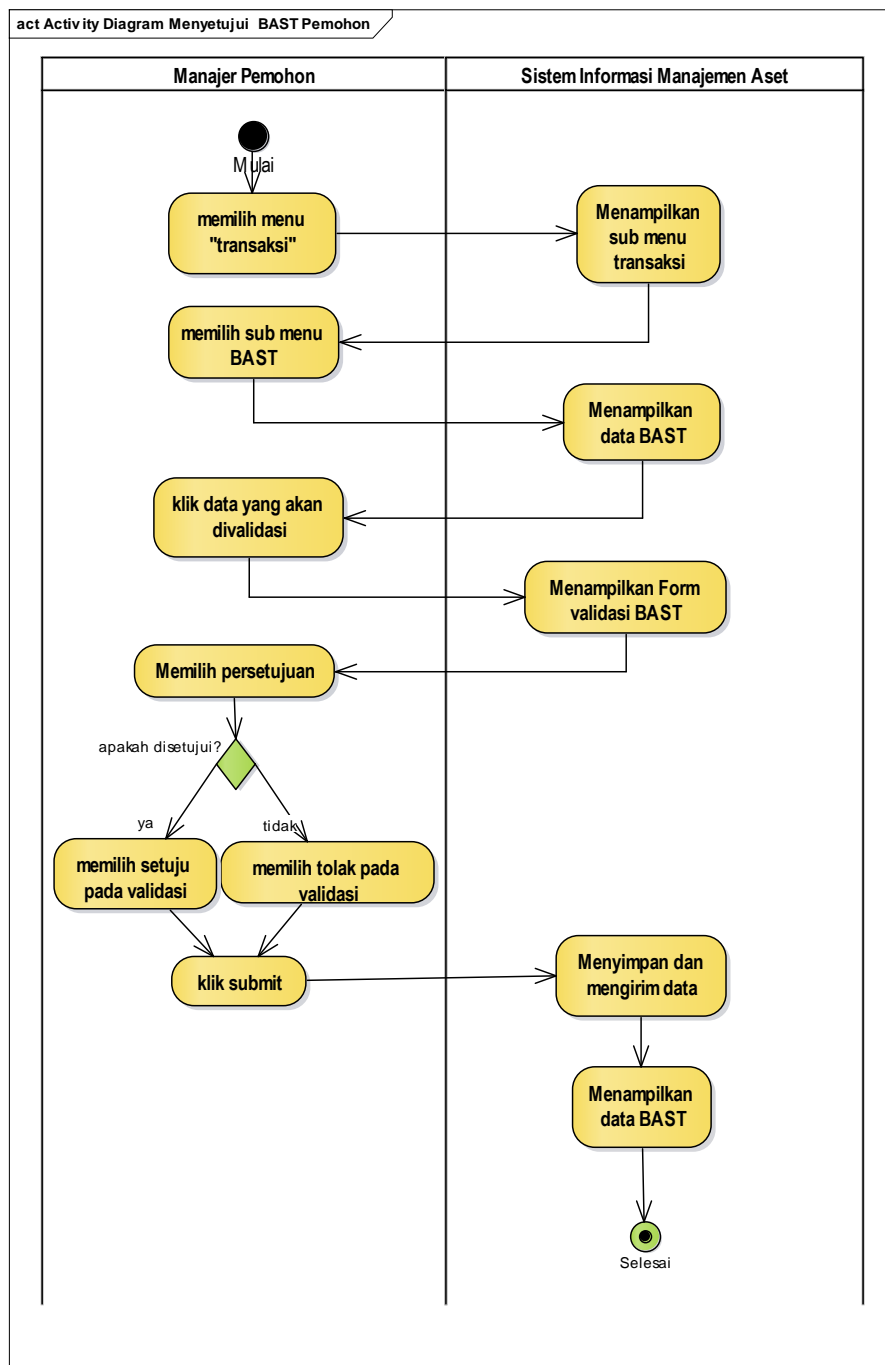 act Activity Diagram Menyetujui BAST Pemohon
Manajer Pemohon
Sistem Informasi Manajemen Aset
Mulai
memilih menu
"transaksi"
Menampilkan
sub menu
transaksi
memilih sub menu
BAST
Menampilkan
data BAST
klik data yang akan
divalidasi
Menampilkan Form
validasi BAST
Memilih persetujuan
apakah disetujui?
ya
tidak
memilih setuju
pada validasi
memilih tolak pada
validasi
klik submit
Menyimpan dan
mengirim data
Menampilkan
data BAST
Selesai